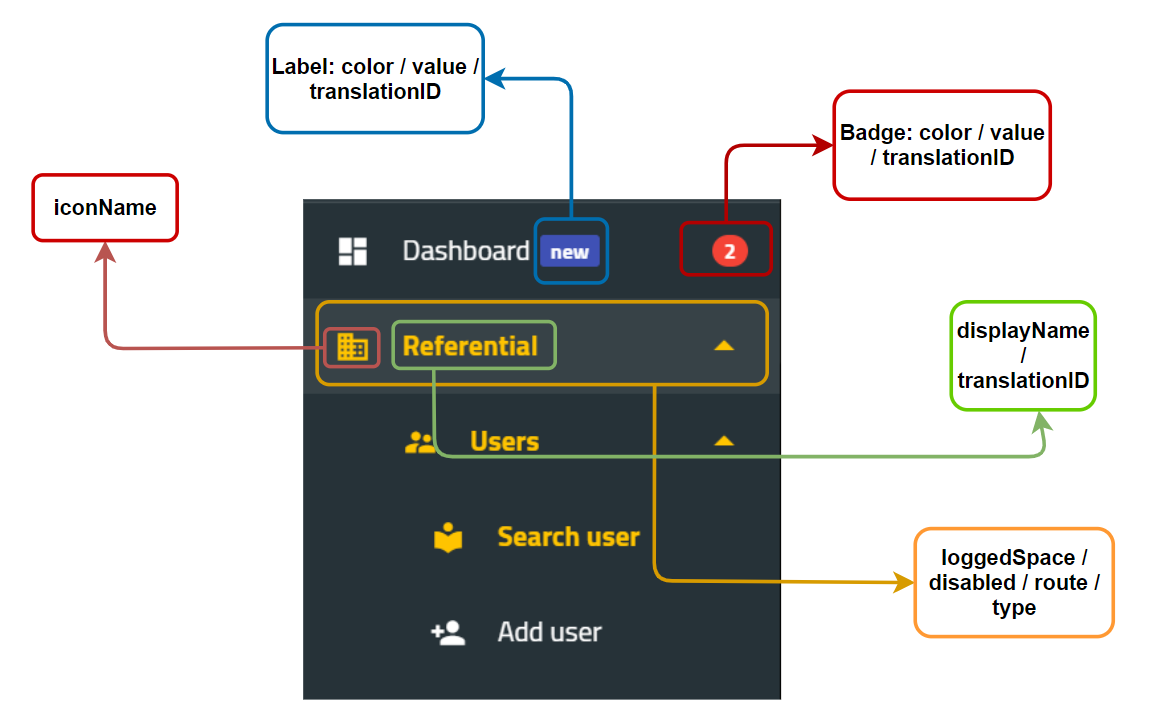 Label: color / value /
translationID
Badge: color / value
/ translationID
iconName
Dashboard new 2
displayName
/
translationID
Referential
Users
loggedSpace /
disabled / route /
type
Search user
Add user